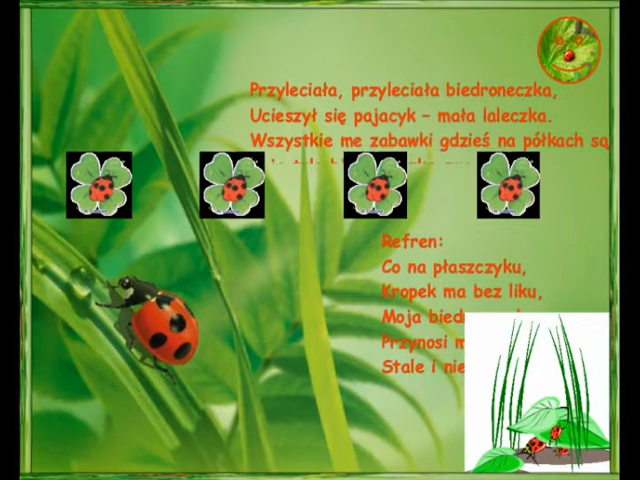 Przyleciała, przyleciała biedroneczka,
Ucieszył się pajacyk – mała laleczka.
Wszystkie me zabawki gdzieś na półkach są
Refren:
Co na płaszczyku,
Kropek ma bez liku,
Moja
Przynosi
Stale i